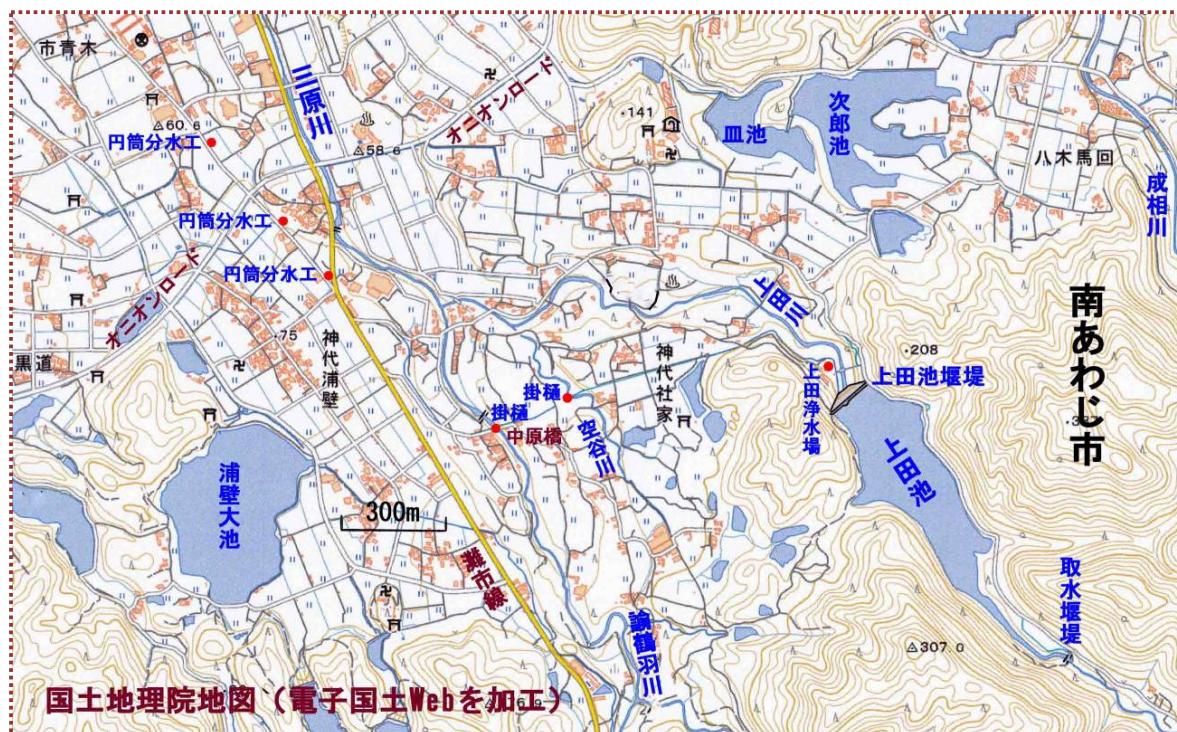 市青木
三原川
オニオンロード
△60.6
円筒分水工
△58.6
・141
皿池
次郎池
八木馬回
成相川
円筒分水工
円筒分水工
オニオンロード
・75
黒道
神代浦壁
上田川
南あわじ市
・208
上田池堰堤
上田浄水場
神代社家
掛樋
掛樋
中原橋
空谷川
上田池
浦壁大池
300m
灘市線
取水堰堤
諭鶴羽川
△307.0
国土地理院地図（電子国土Webを加工）